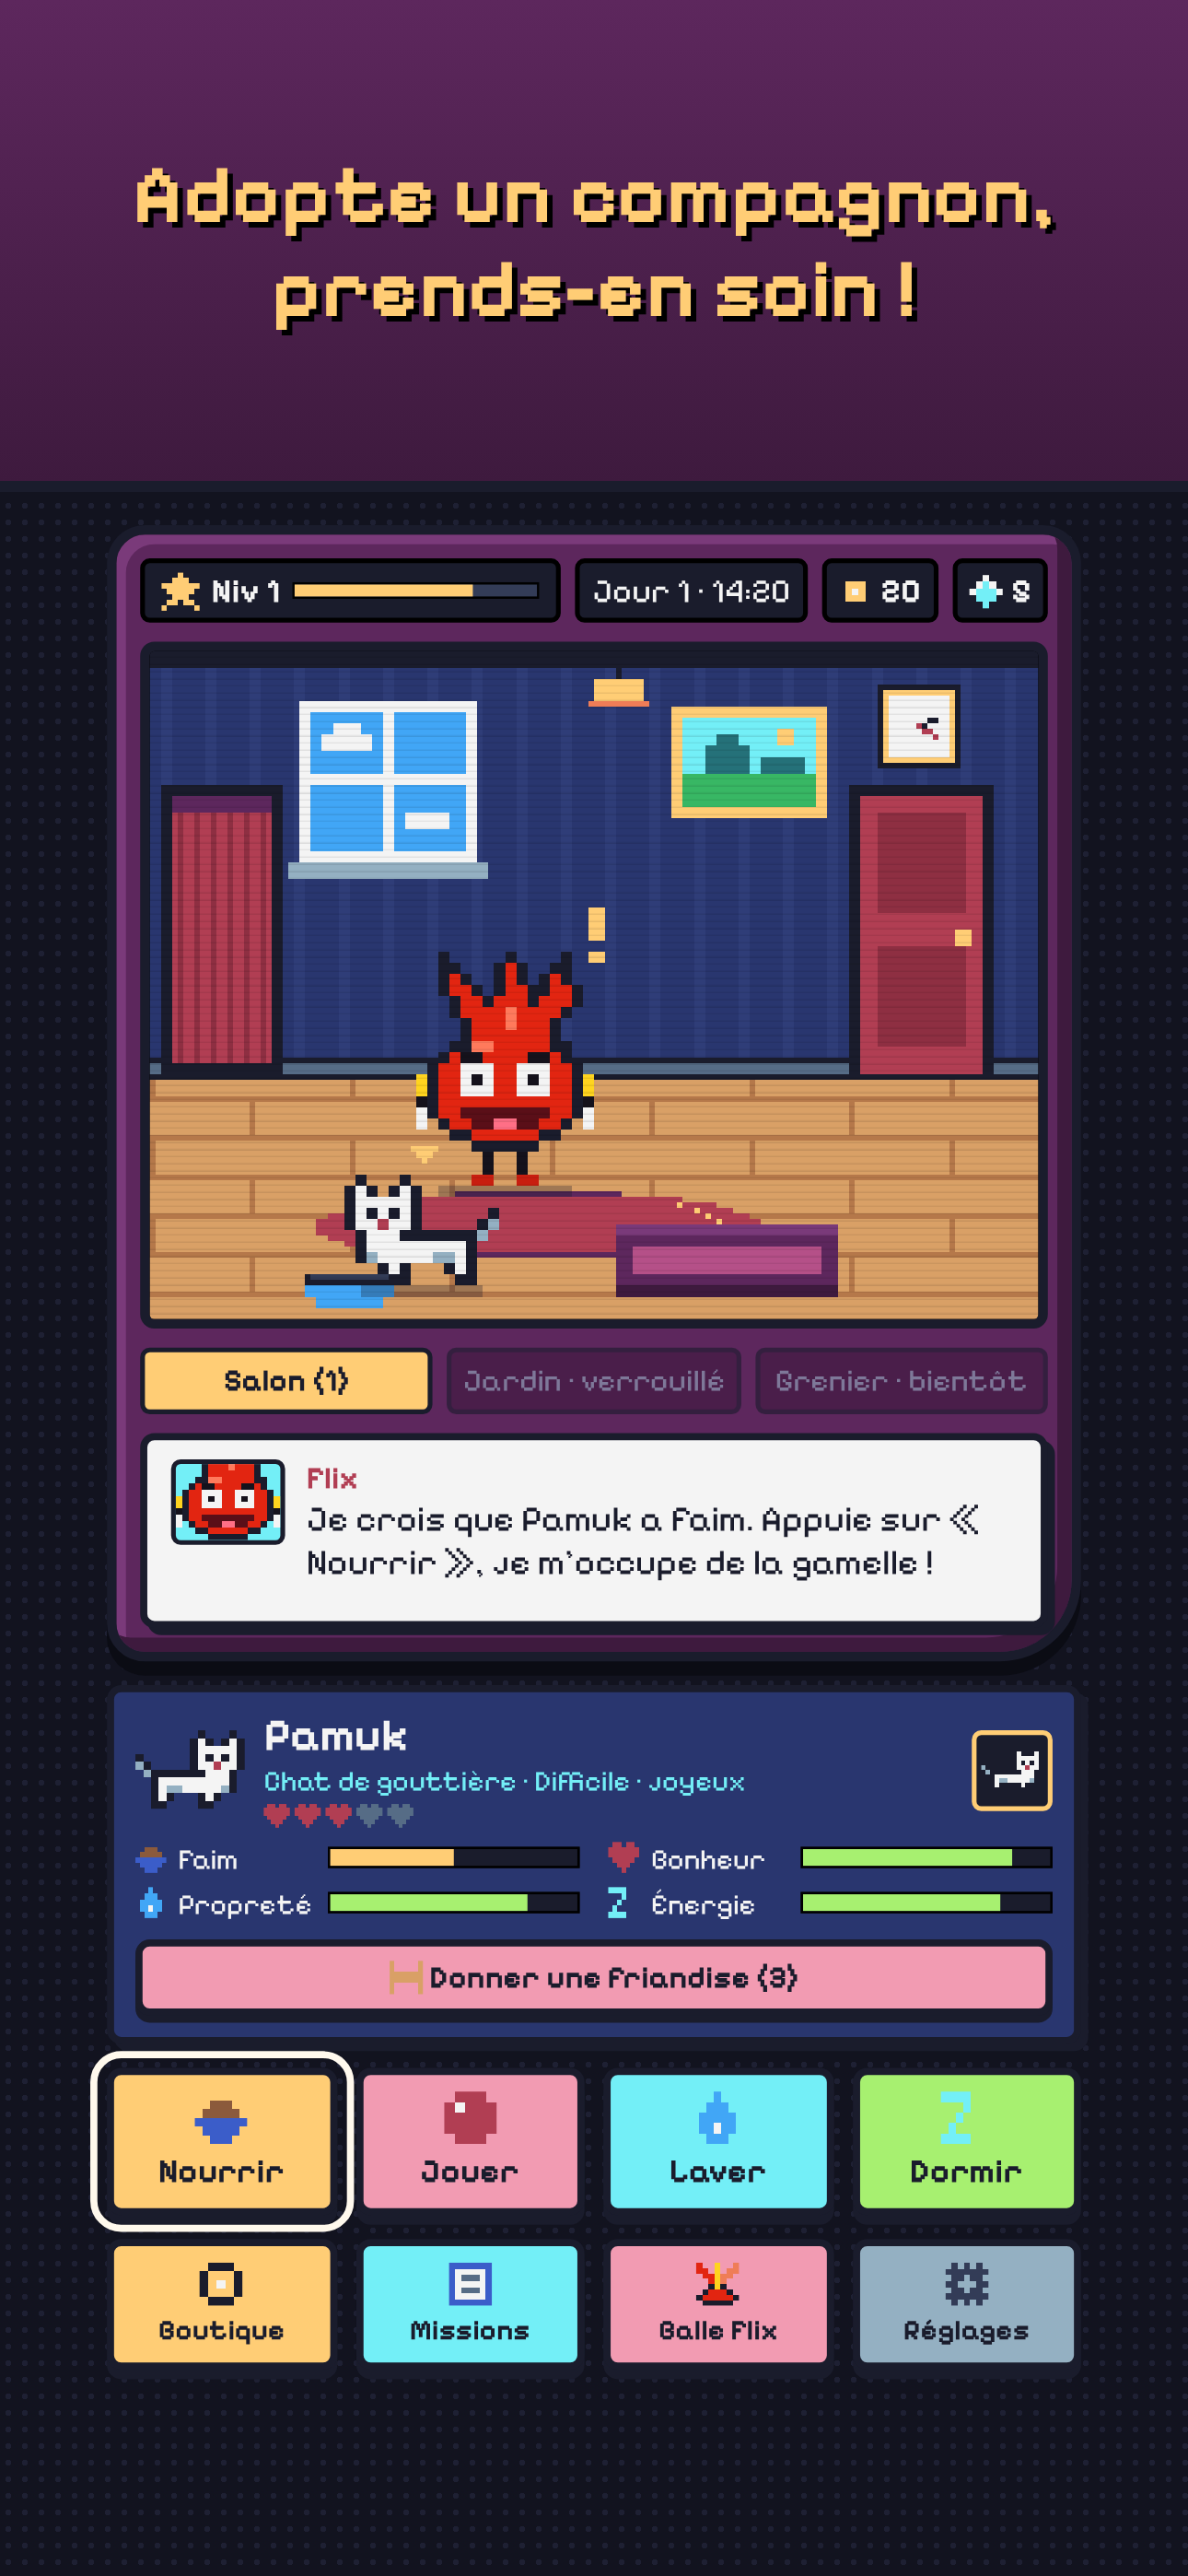 Adopte un compagnon,
prends-en soin !
Niv 1
Jour 1 · 14:20
20
5
Salon (1)
Jardin · verrouillé
Grenier · bientôt
Flix
Je crois que Pamuk a faim. Appuie sur «
Nourrir », je m'occupe de la gamelle !
Pamuk
Chat de gouttière · Difficile · Joyeux
Faim
Bonheur
Propreté
Énergie
Donner une friandise (3)
Nourrir
Jouer
Laver
Dormir
Boutique
Missions
Balle Flix
Réglages